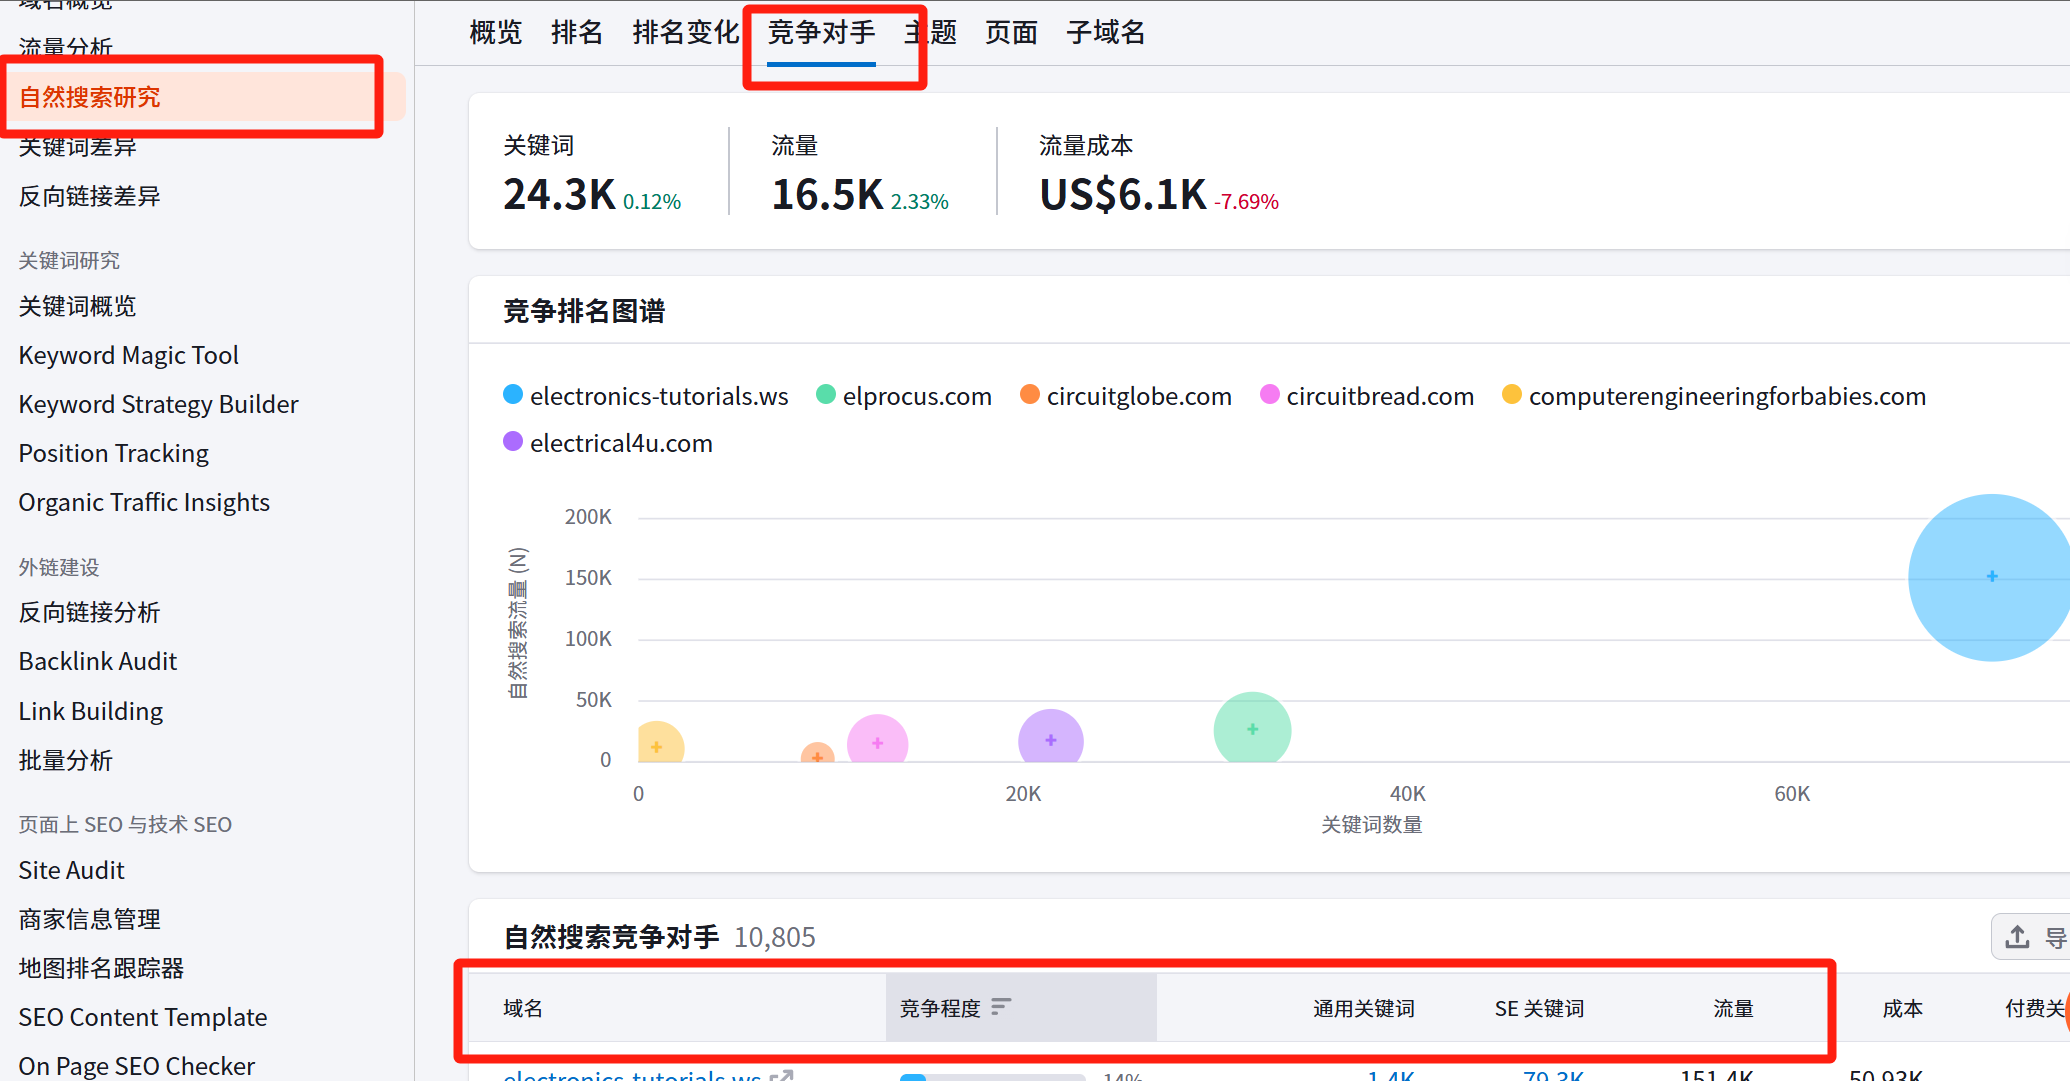 域名概览
流量分析
自然搜索研究
关键词差异
反向链接差异
关键词研究
关键词概览
Keyword Magic Tool
Keyword Strategy Builder
Position Tracking
Organic Traffic Insights
外链建设
反向链接分析
Backlink Audit
Link Building
批量分析
页面上 SEO 与技术 SEO
Site Audit
商家信息管理
地图排名跟踪器
SEO Content Template
On Page SEO Checker
概览 排名 排名变化 竞争对手 主题 页面 子域名
关键词 流量 流量成本
24.3K 0.12% 16.5K 2.33% US$6.1K -7.69%
竞争排名图谱
electronics-tutorials.ws elprocus.com circuitglobe.com circuitbread.com computerengineeringforbabies.com
electrical4u.com
自然搜索流量 (N)
200K
150K
100K
50K
0
0 20K 40K 60K
关键词数量
自然搜索竞争对手 10,805
导
域名 竞争程度 通用关键词 SE 关键词 流量 成本 付费关
electronics-tutorials.ws 14% 1.4K 79.3K 151.4K 50.93K